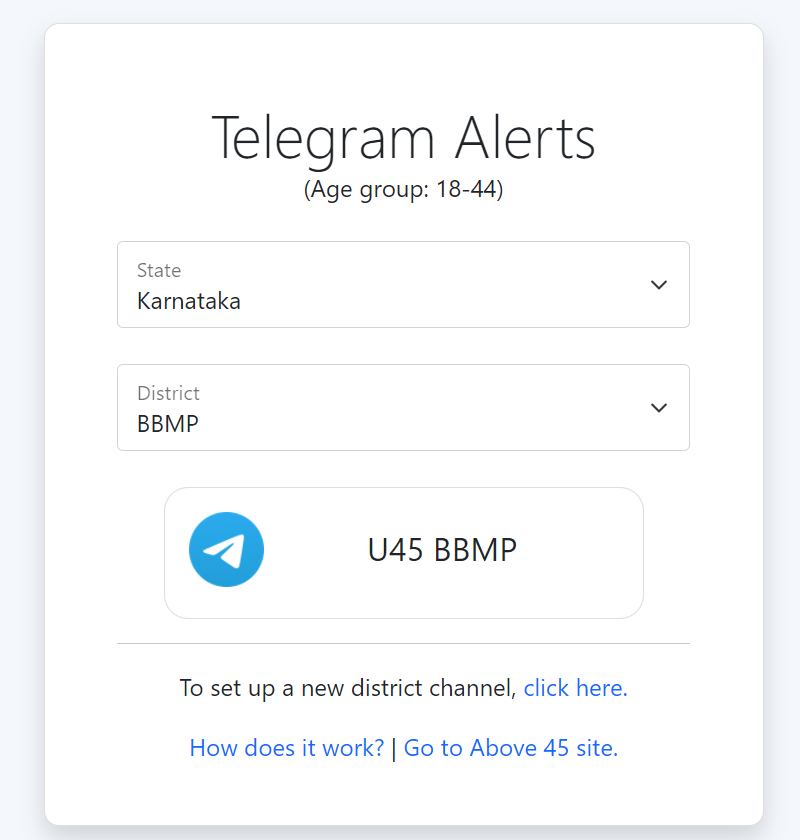 Telegram Alerts
(Age group: 18-44)
State
Karnataka
District
BBMP
U45 BBMP
To set up a new district channel, click here.
How does it work? | Go to Above 45 site.